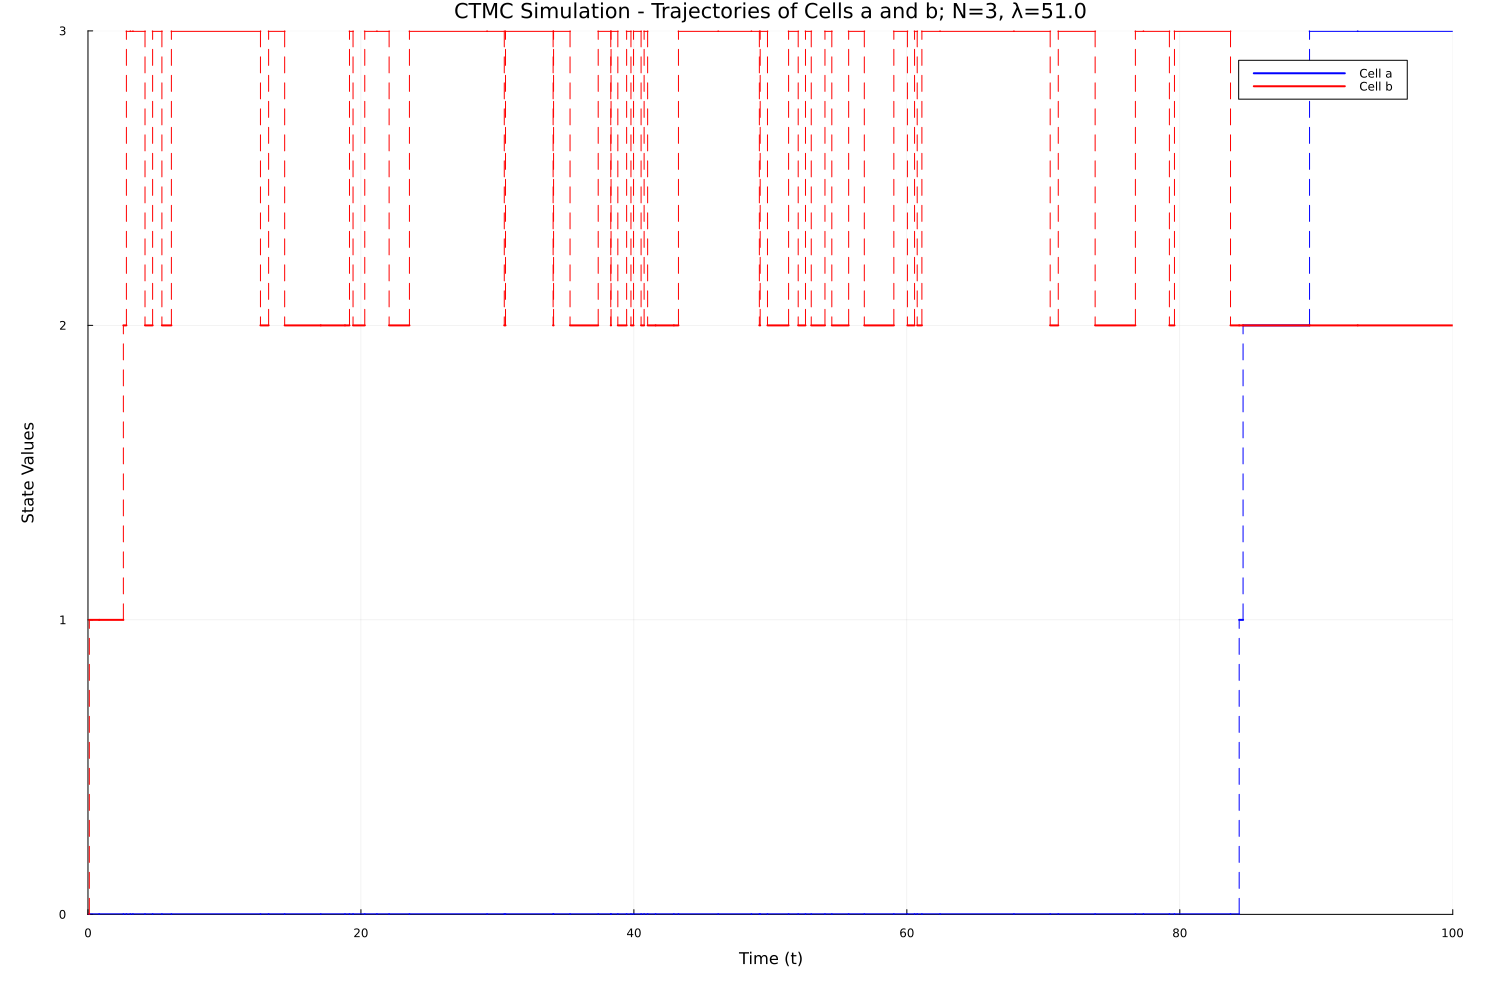 CTMC Simulation - Trajectories of Cells a and b; N=3, λ=51.0
3
Cell a
Cell b
2
State Values
1
0
0 20 40 60 80 100
Time (t)